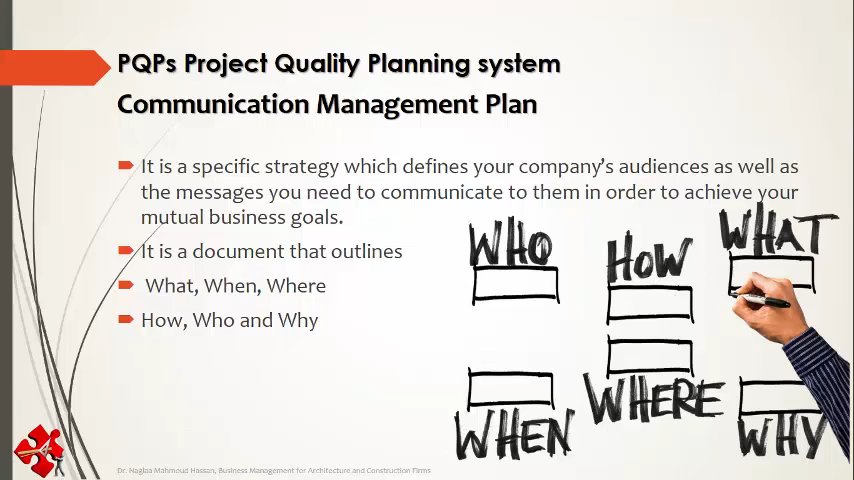 PQPs Project Quality Planning system
Communication Management Plan
It is a specific strategy which defines your company's audiences as well as
the messages you need to communicate to them in order to achieve your
mutual business goals.
It is a document that outlines
What, When, Where
How, Who and Why
WHO
HOW
WHAT
WHEN
WHERE
WHY
Dr. Naglaa Mahmoud Hassan, Business Management for Architecture and Construction Firms